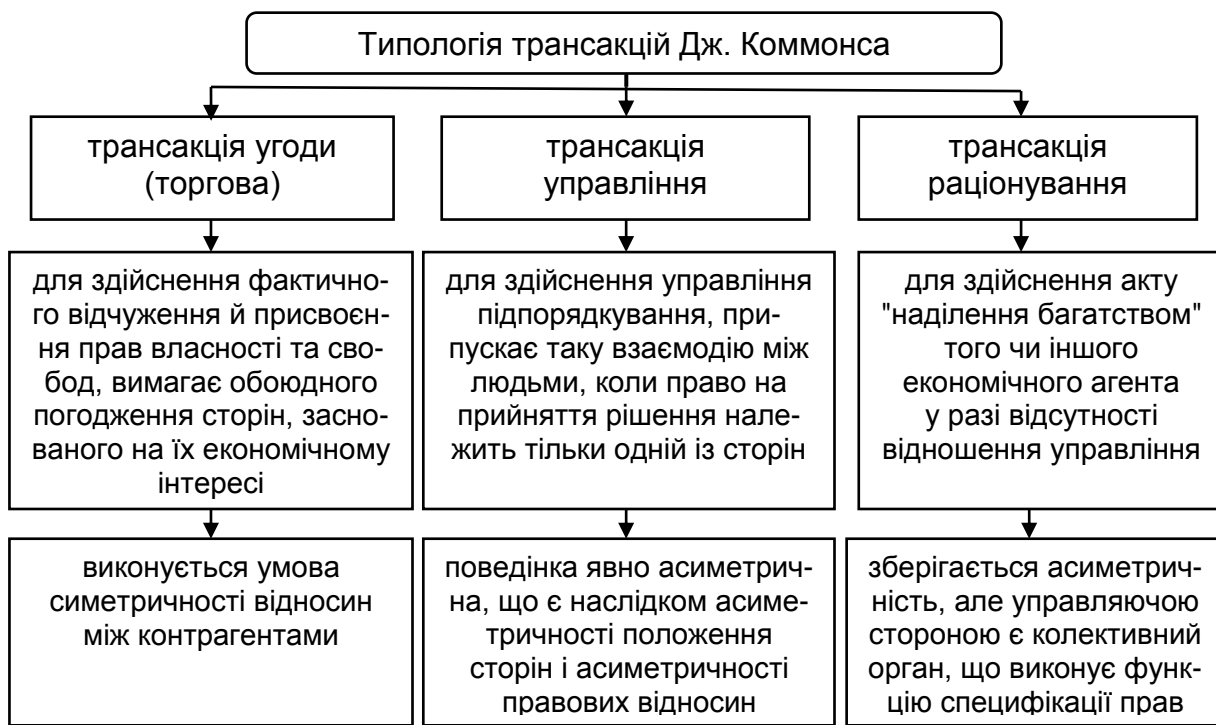 Типологія трансакцій Дж. Коммонса
трансакція угоди
(торгова)
трансакція
управління
трансакція
раціонування
для здійснення фактично-
го відчуження й присвоєн-
ня прав власності та сво-
бод, вимагає обоюдного
погодження сторін, засно-
ваного на їх економічному
інтересі
для здійснення управління
підпорядкування, при-
пускає таку взаємодію між
людьми, коли право на
прийняття рішення нале-
жить тільки одній із сторін
для здійснення акту
"наділення багатством"
того чи іншого
економічного агента
у разі відсутності
відношення управління
виконується умова
симетричності відносин
між контрагентами
поведінка явно асиметрич-
на, що є наслідком асиме-
тричності положення
сторін і асиметричності
правових відносин
зберігається асиметрич-
ність, але управляючою
стороною є колективний
орган, що виконує функ-
цію специфікації прав